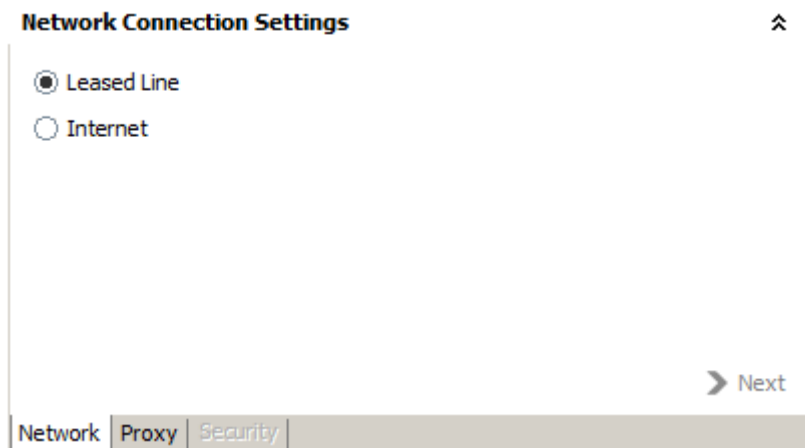 Network Connection Settings
Leased Line
Internet
Next
Network Proxy Security